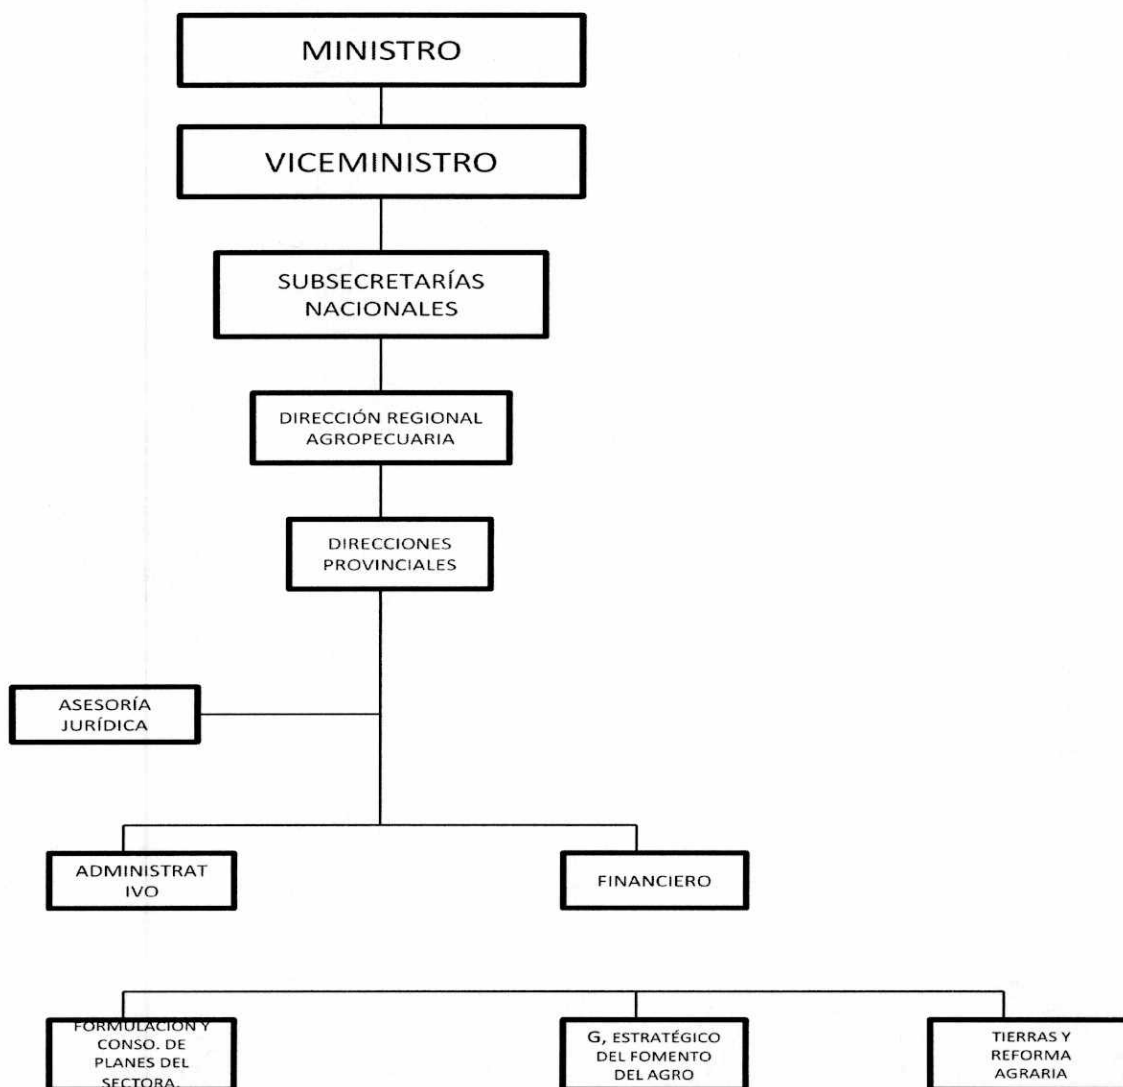 MINISTRO
VICEMINISTRO
SUBSECRETARÍAS
NACIONALES
DIRECCIÓN REGIONAL
AGROPECUARIA
DIRECCIONES
PROVINCIALES
ASESORÍA
JURÍDICA
ADMINISTRAT
IVO
FINANCIERO
FORMULACION Y
CONSO. DE
PLANES DEL
SECTORA.
G, ESTRATÉGICO
DEL FOMENTO
DEL AGRO
TIERRAS Y
REFORMA
AGRARIA